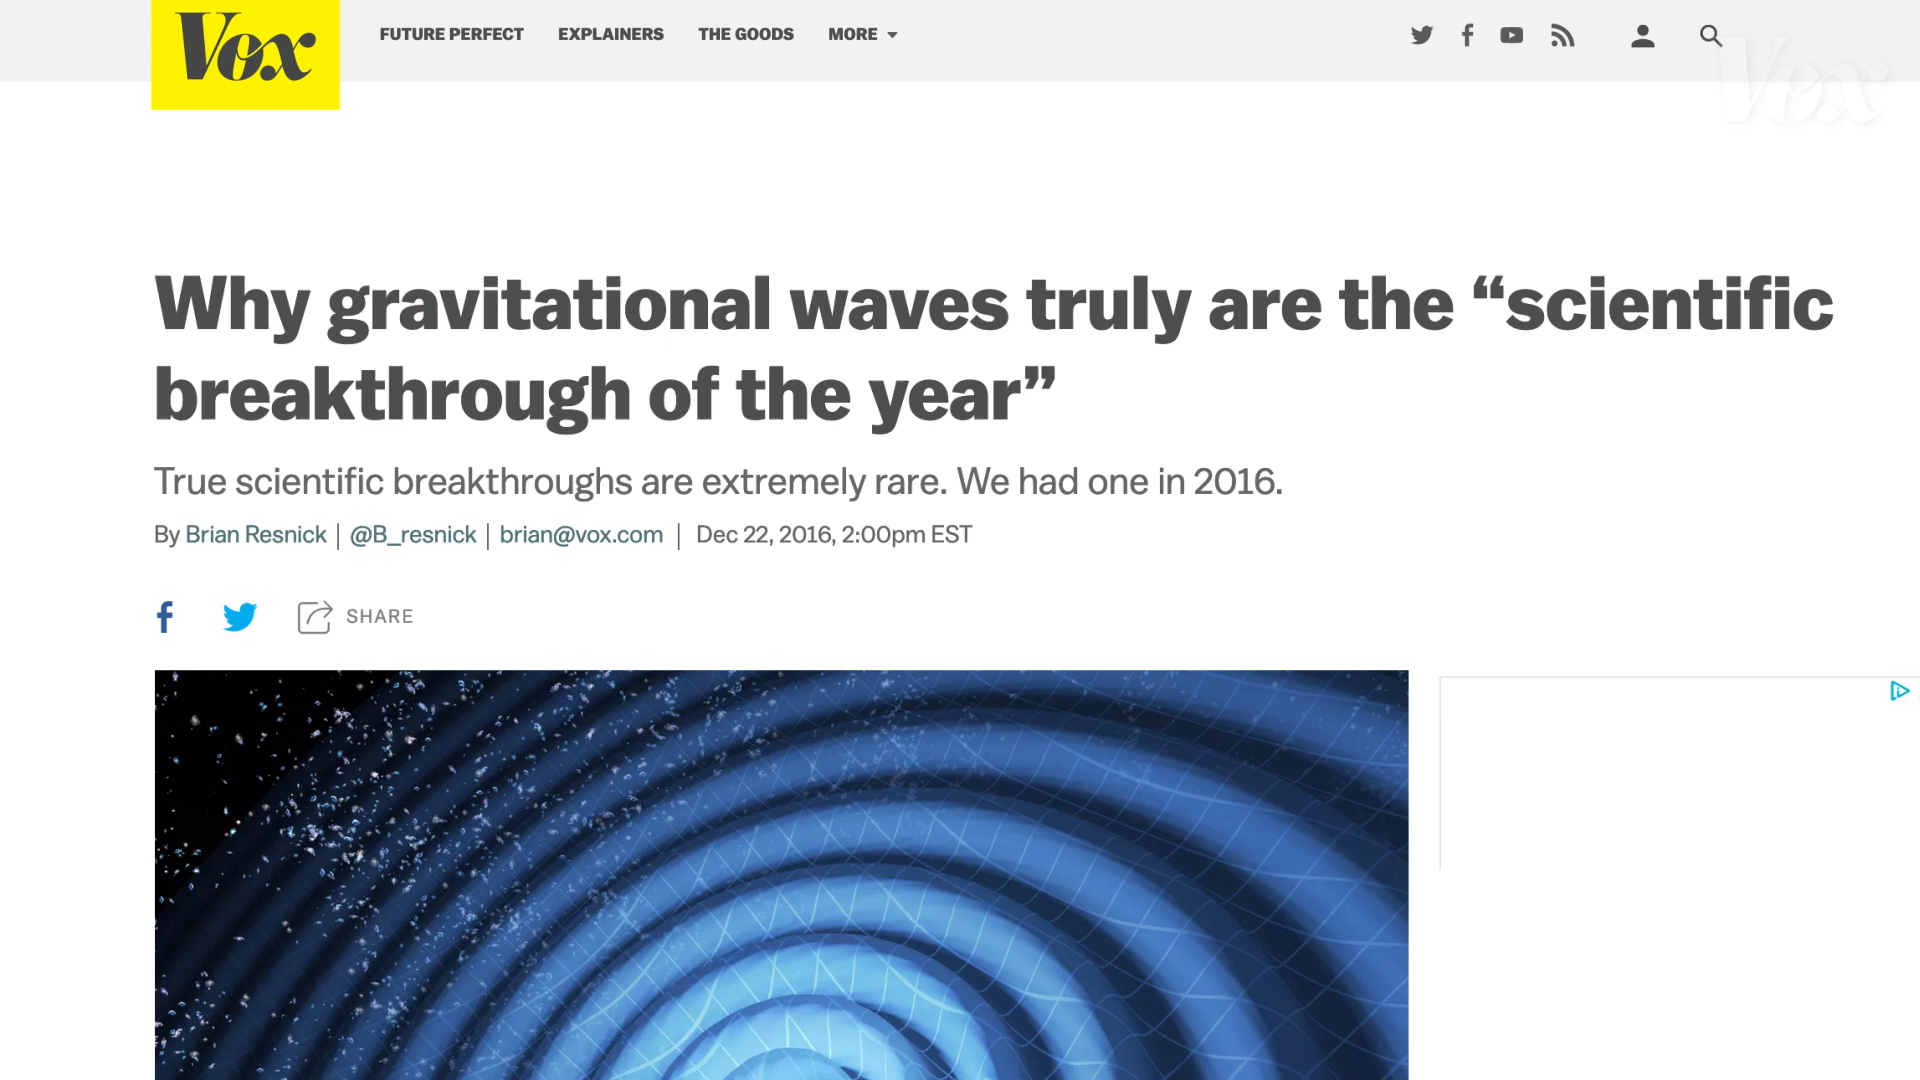 Vox
FUTURE PERFECT EXPLAINERS THE GOODS MORE
Vox
Why gravitational waves truly are the “scientific
breakthrough of the year”
True scientific breakthroughs are extremely rare. We had one in 2016.
By Brian Resnick | @B_resnick | brian@vox.com | Dec 22, 2016, 2:00pm EST
SHARE